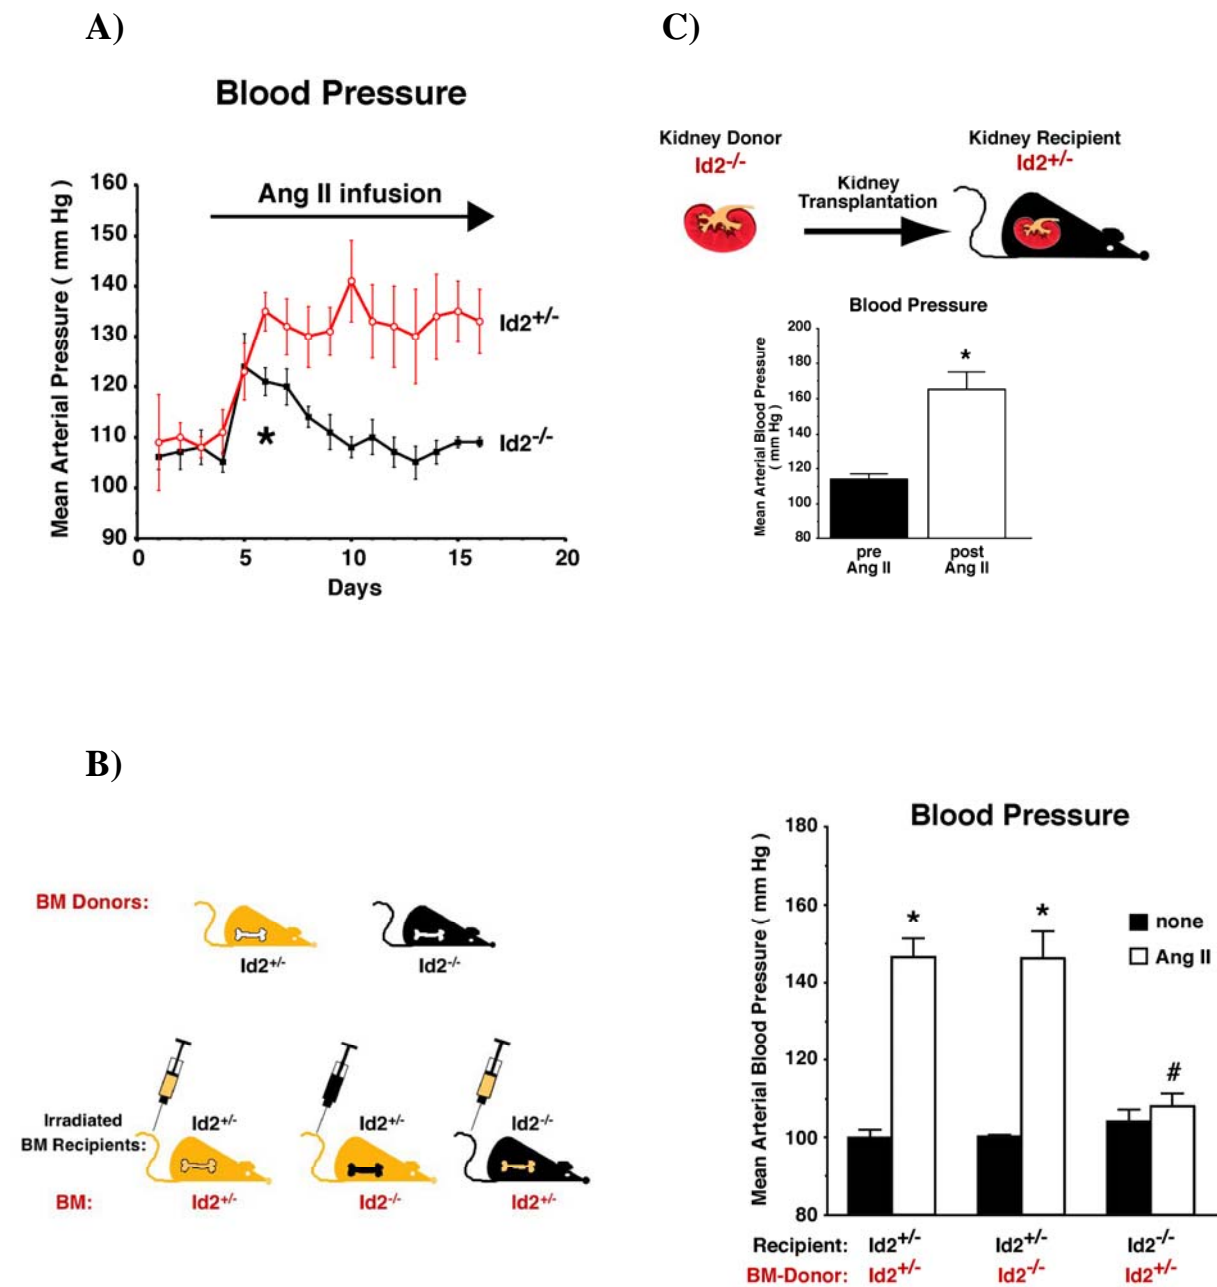 A)
Blood Pressure
Mean Arterial Pressure ( mm Hg )
160
150
140
130
120
110
100
90
Ang II infusion
Id2+/-
Id2-/-
*
0
5
10
15
20
Days
C)
Kidney Donor
Id2-/-
Kidney
Transplantation
Kidney Recipient
Id2+/-
Blood Pressure
Mean Arterial Blood Pressure
( mm Hg )
200
180
160
140
120
100
80
*
pre
Ang II
post
Ang II
B)
BM Donors:
Id2+/-
Id2-/-
Irradiated
BM Recipients:
Id2+/-
Id2+/-
Id2-/-
BM:
Id2+/-
Id2-/-
Id2+/-
Blood Pressure
Mean Arterial Blood Pressure ( mm Hg )
180
160
140
120
100
80
*
*
#
none
Ang II
Recipient: Id2+/- Id2+/- Id2-/-
BM-Donor: Id2+/- Id2-/- Id2+/-